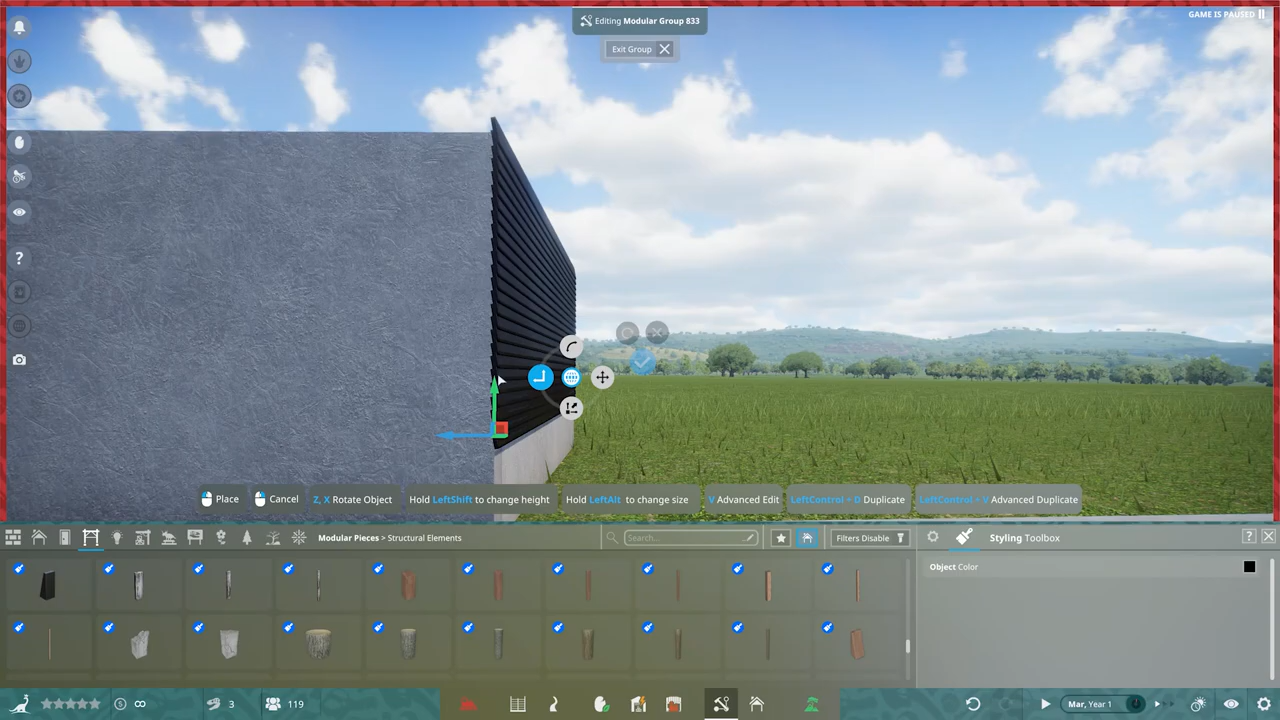 Editing Modular Group 833
GAME IS PAUSED
Exit Group
?
Place
Cancel
Z, X Rotate Object
Hold LeftShift to change height
Hold LeftAlt to change size
V Advanced Edit
LeftControl + D Duplicate
LeftControl + V Advanced Duplicate
Modular Pieces > Structural Elements
Search...
Filters Disable
Styling Toolbox
?
Object Color
∞
3
119
Mar, Year 1